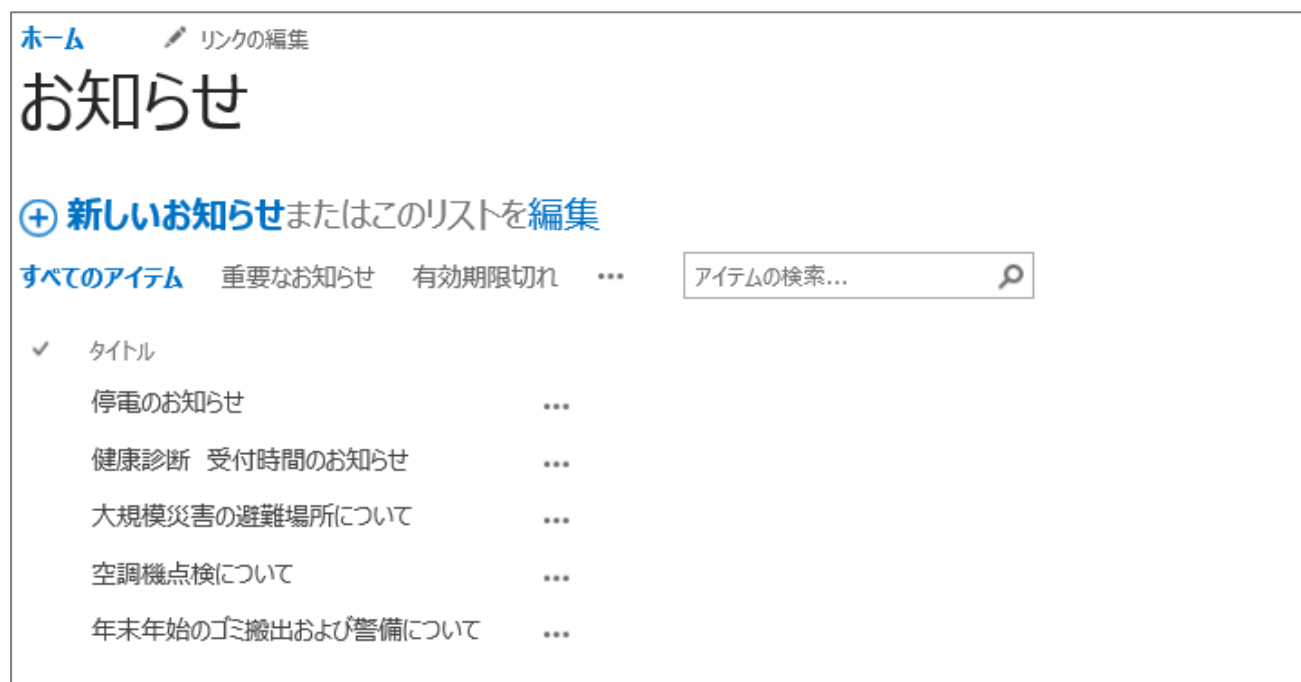 ホーム リンクの編集
お知らせ
新しいお知らせまたはこのリストを編集
すべてのアイテム 重要なお知らせ 有効期限切れ ••• アイテムの検索...
タイトル
停電のお知らせ •••
健康診断　受付時間のお知らせ •••
大規模災害の避難場所について •••
空調機点検について •••
年末年始のゴミ搬出および警備について •••